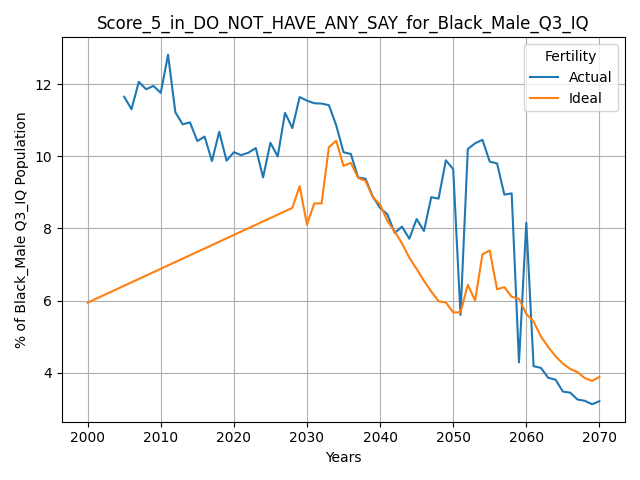 Score_5_in_DO_NOT_HAVE_ANY_SAY_for_Black_Male_Q3_IQ
Fertility
Actual
Ideal
% of Black_Male Q3_IQ Population
12
10
8
6
4
2000 2010 2020 2030 2040 2050 2060 2070
Years